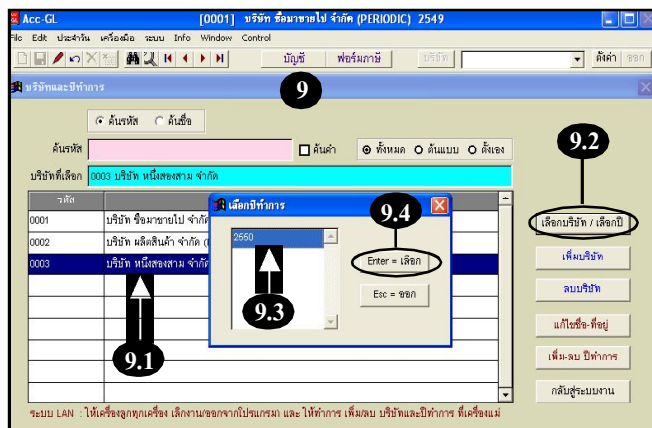 Acc-GL [0001] บริษัท ซื้อมาขายไป จำกัด (PERIODIC) 2549
File Edit ประจำวัน เครื่องมือ ระบบ Info Window Control
บัญชี ฟอร์มภาษี บริษัท ตั้งค่า ออก
9
บริษัทและปีทำการ
ค้นรหัส ค้นชื่อ
ค้นรหัส ค้นคำ ทั้งหมด ต้นแบบ ตั้งเอง
9.2
บริษัทที่เลือก 0003 บริษัท หนึ่งสองสาม จำกัด
รหัส
เลือกปีทำการ
9.4
0001 บริษัท ซื้อมาขายไป จำกัด
เลือกบริษัท / เลือกปี
2550
0002 บริษัท ผลิตสินค้า จำกัด (
0003 บริษัท หนึ่งสองสาม จำกัด
Enter = เลือก
เพิ่มบริษัท
ลบบริษัท
Esc = ออก
9.3
แก้ไขชื่อ-ที่อยู่
9.1
เพิ่ม-ลบ ปีทำการ
กลับสู่ระบบงาน
ระบบ LAN : ให้เครื่องลูกทุกเครื่อง เลิกงาน(ออกจากโปรแกรม) และ ให้ทำการ เพิ่ม/ลบ บริษัทและปีทำการ ที่เครื่องแม่